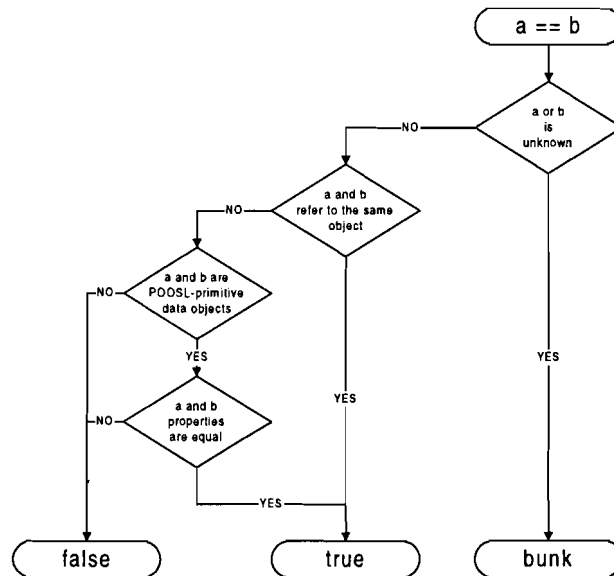 a == b
a or b
is
unknown
NO
a and b
refer to the same
object
NO
a and b are
POOSL-primitive
data objects
NO
YES
YES
YES
a and b
properties
are equal
NO
YES
false
true
bunk